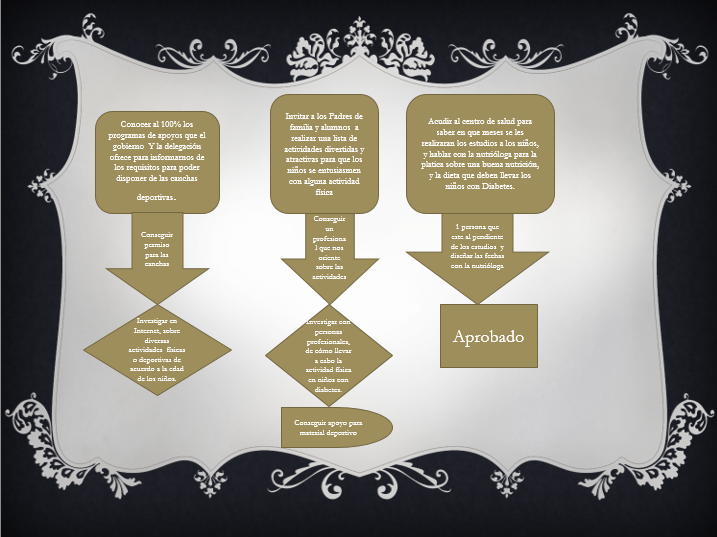 Conocer al 100% los
programas de apoyos que el
gobierno Y la delegación
ofrece para informarnos de
los requisitos para poder
disponer de las canchas
deportivas.
Conseguir
permiso
para las
canchas
Investigar en
Internet, sobre
diversas
actividades físicas
o deportivas de
acuerdo a la edad
de los niños.
Invitar a los Padres de
familia y alumnos a
realizar una lista de
actividades divertidas y
atractivas para que los
niños se entusiasmen
con alguna actividad
física
Conseguir
un
profesiona
l que nos
oriente
sobre las
actividades
Investigar con
personas
profesionales,
de cómo llevar
a cabo la
actividad física
en niños con
diabetes.
Conseguir apoyo para
material deportivo
Acudir al centro de salud para
saber en que meses se les
realizaran los estudios a los niños,
y hablar con la nutrióloga para la
platica sobre una buena nutrición,
y la dieta que deben llevar los
niños con Diabetes.
1 persona que
este al pendiente
de los estudios y
diseñar las fechas
con la nutrióloga
Aprobado